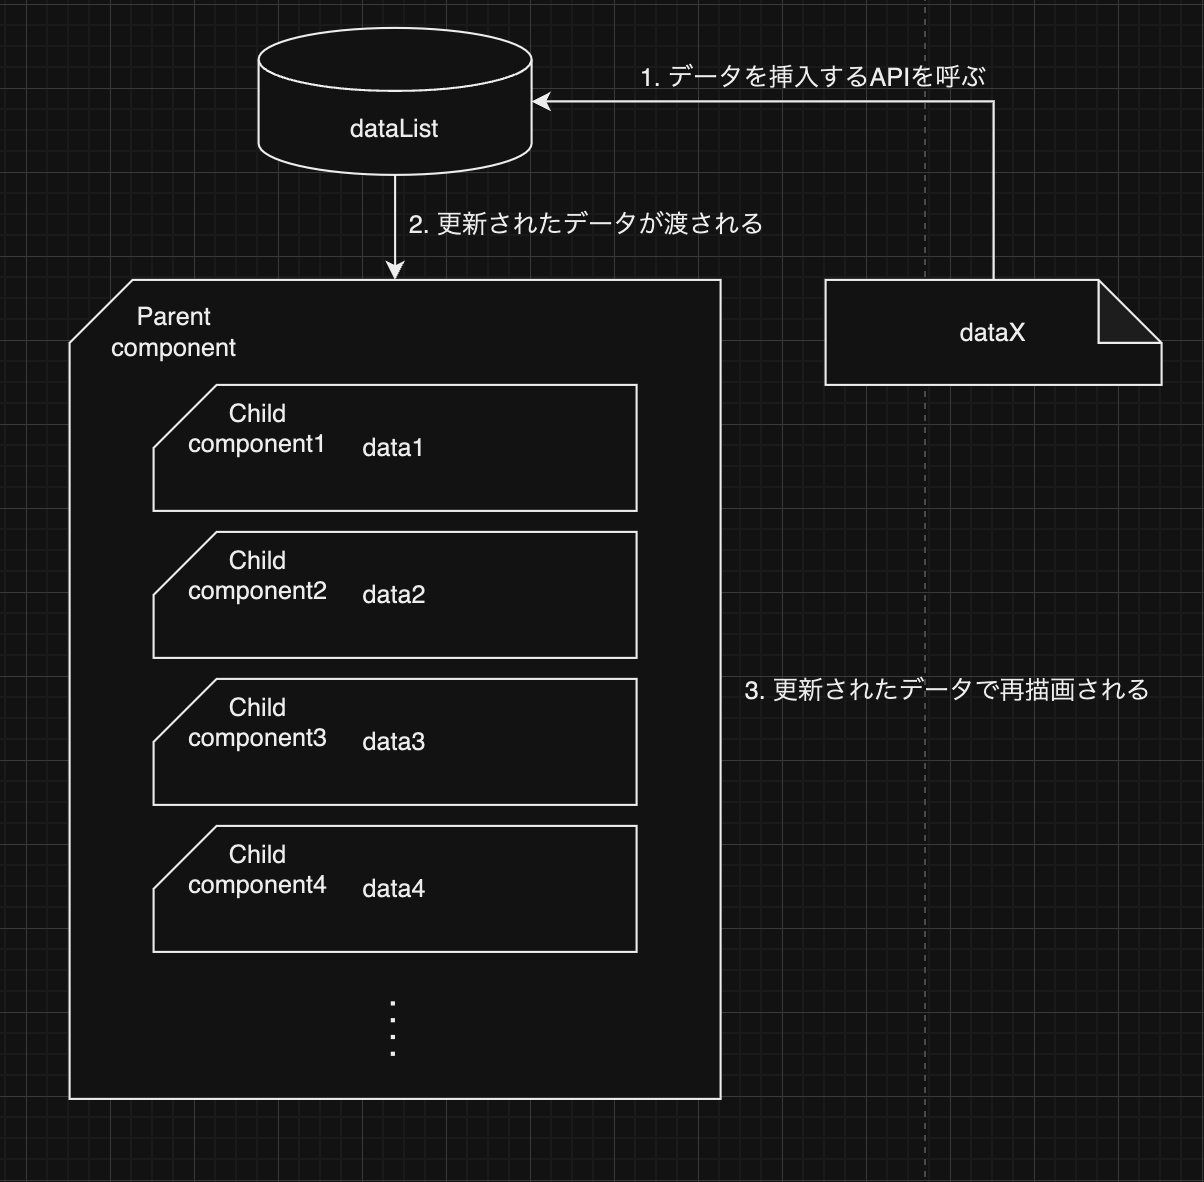 1. データを挿入するAPIを呼ぶ
dataList
2. 更新されたデータが渡される
Parent
component
dataX
Child
component1
data1
Child
component2
data2
Child
component3
data3
3. 更新されたデータで再描画される
Child
component4
data4